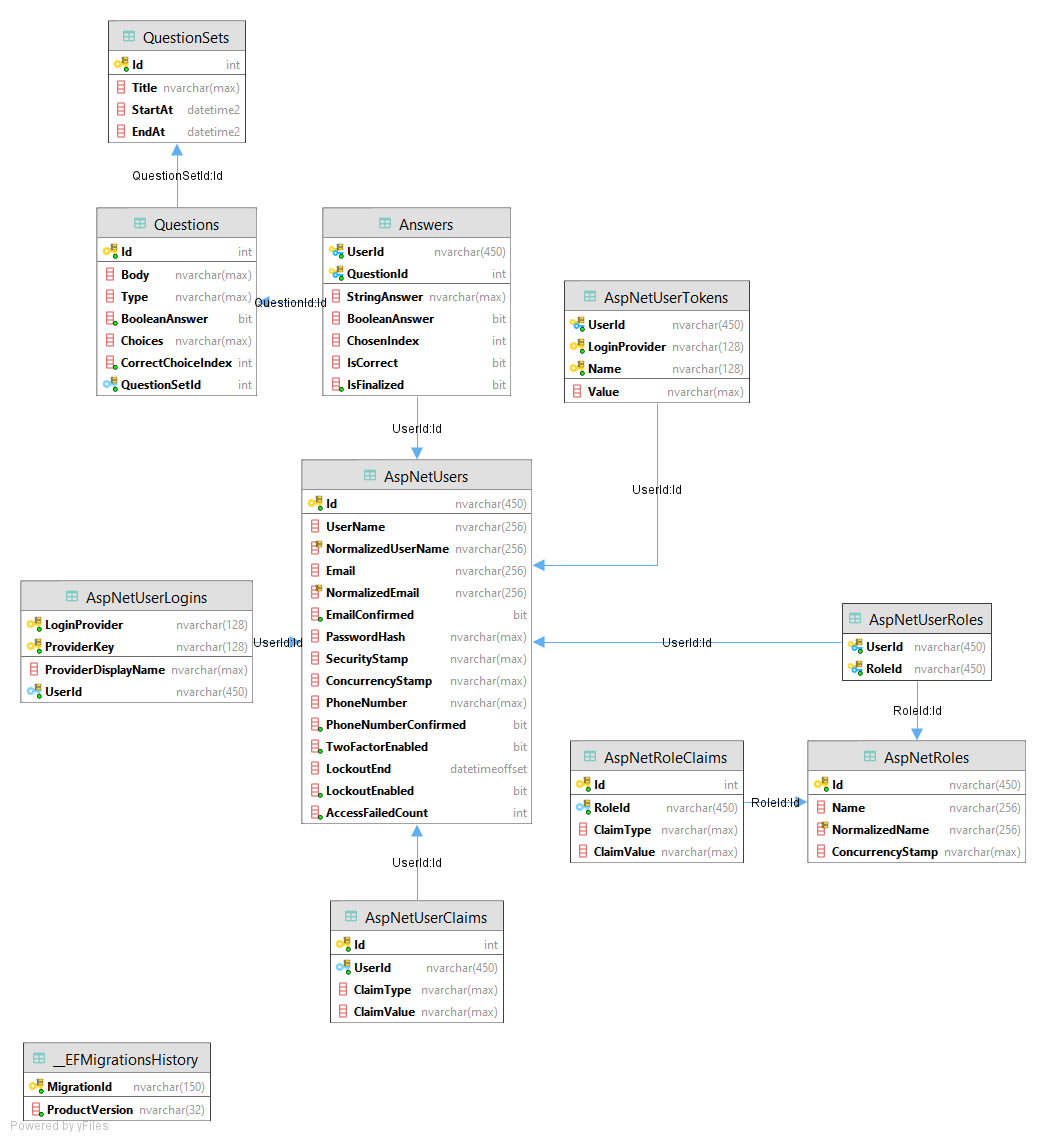 QuestionSets
Id int
Title nvarchar(max)
StartAt datetime2
EndAt datetime2
QuestionSetId:Id
Questions
Id int
Body nvarchar(max)
Type nvarchar(max)
BooleanAnswer bit
Choices nvarchar(max)
CorrectChoiceIndex int
QuestionSetId int
QuestionId:Id
Answers
UserId nvarchar(450)
QuestionId int
StringAnswer nvarchar(max)
BooleanAnswer bit
ChosenIndex int
IsCorrect bit
IsFinalized bit
UserId:Id
AspNetUserTokens
UserId nvarchar(450)
LoginProvider nvarchar(128)
Name nvarchar(128)
Value nvarchar(max)
UserId:Id
AspNetUsers
Id nvarchar(450)
UserName nvarchar(256)
NormalizedUserName nvarchar(256)
Email nvarchar(256)
NormalizedEmail nvarchar(256)
EmailConfirmed bit
PasswordHash nvarchar(max)
SecurityStamp nvarchar(max)
ConcurrencyStamp nvarchar(max)
PhoneNumber nvarchar(max)
PhoneNumberConfirmed bit
TwoFactorEnabled bit
LockoutEnd datetimeoffset
LockoutEnabled bit
AccessFailedCount int
AspNetUserLogins
LoginProvider nvarchar(128)
ProviderKey nvarchar(128)
ProviderDisplayName nvarchar(max)
UserId nvarchar(450)
UserId:Id
UserId:Id
AspNetUserRoles
UserId nvarchar(450)
RoleId nvarchar(450)
RoleId:Id
AspNetRoleClaims
Id int
RoleId nvarchar(450)
ClaimType nvarchar(max)
ClaimValue nvarchar(max)
RoleId:Id
AspNetRoles
Id nvarchar(450)
Name nvarchar(256)
NormalizedName nvarchar(256)
ConcurrencyStamp nvarchar(max)
UserId:Id
AspNetUserClaims
Id int
UserId nvarchar(450)
ClaimType nvarchar(max)
ClaimValue nvarchar(max)
__EFMigrationsHistory
MigrationId nvarchar(150)
ProductVersion nvarchar(32)
Powered by yFiles